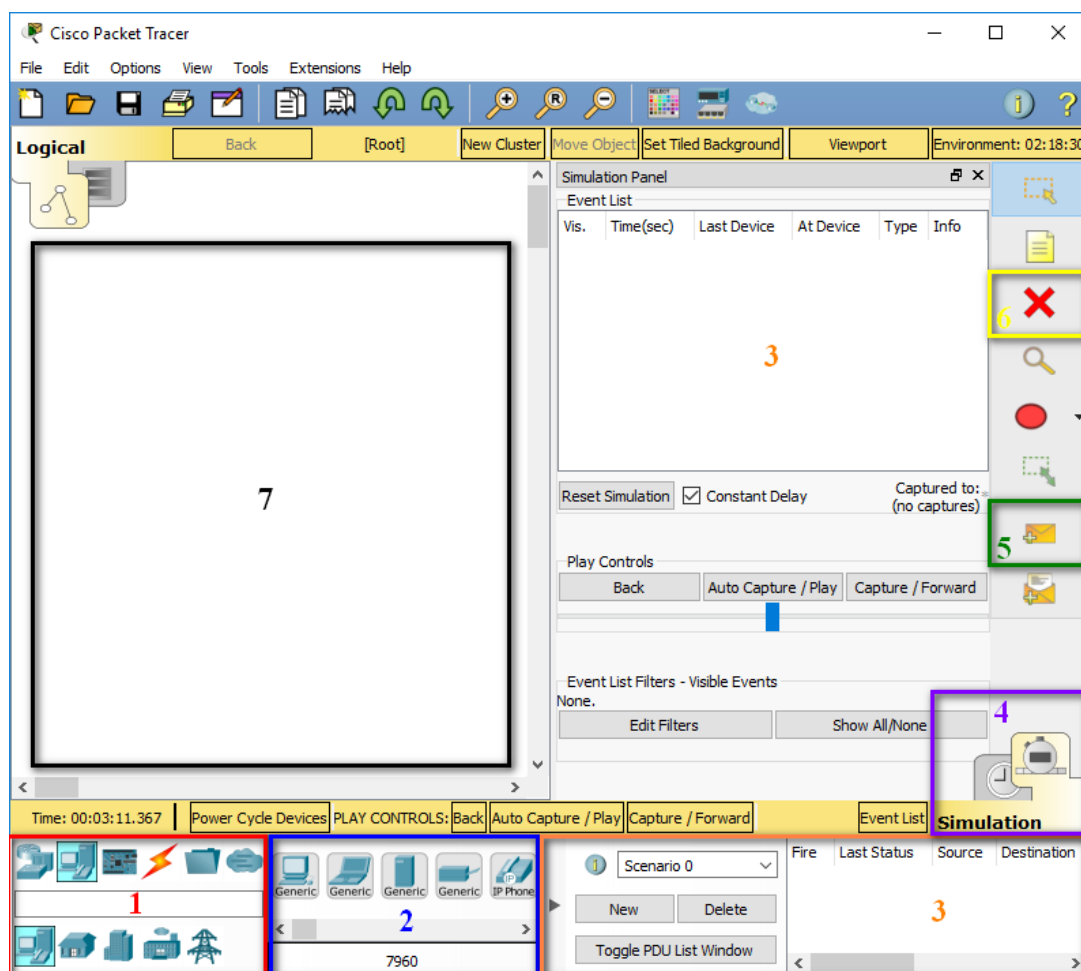 Cisco Packet Tracer
File Edit Options View Tools Extensions Help
R SELECT i ?
Logical Back [Root] New Cluster Move Object Set Tiled Background Viewport Environment: 02:18:30
Simulation Panel
Event List
Vis. Time(sec) Last Device At Device Type Info
6
3
7
Reset Simulation Constant Delay Captured to:*
(no captures)
5
Play Controls
Back Auto Capture / Play Capture / Forward
Event List Filters - Visible Events
None.
4
Edit Filters Show All/None
Time: 00:03:11.367 Power Cycle Devices PLAY CONTROLS: Back Auto Capture / Play Capture / Forward Event List Simulation
i Scenario 0 Fire Last Status Source Destination
Generic Generic Generic Generic IP IP Phone
1 New Delete 3
2
Toggle PDU List Window
7960